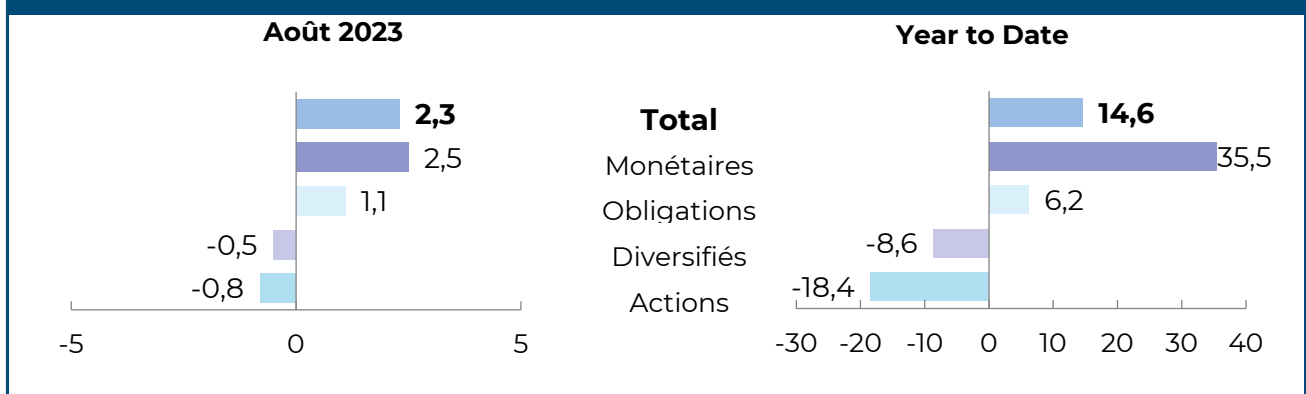 Août 2023
2,3
2,5
1,1
-0,5
-0,8
-5 0 5
Total
Monétaires
Obligations
Diversifiés
Actions
Year to Date
14,6
35,5
6,2
-8,6
-18,4
-30 -20 -10 0 10 20 30 40